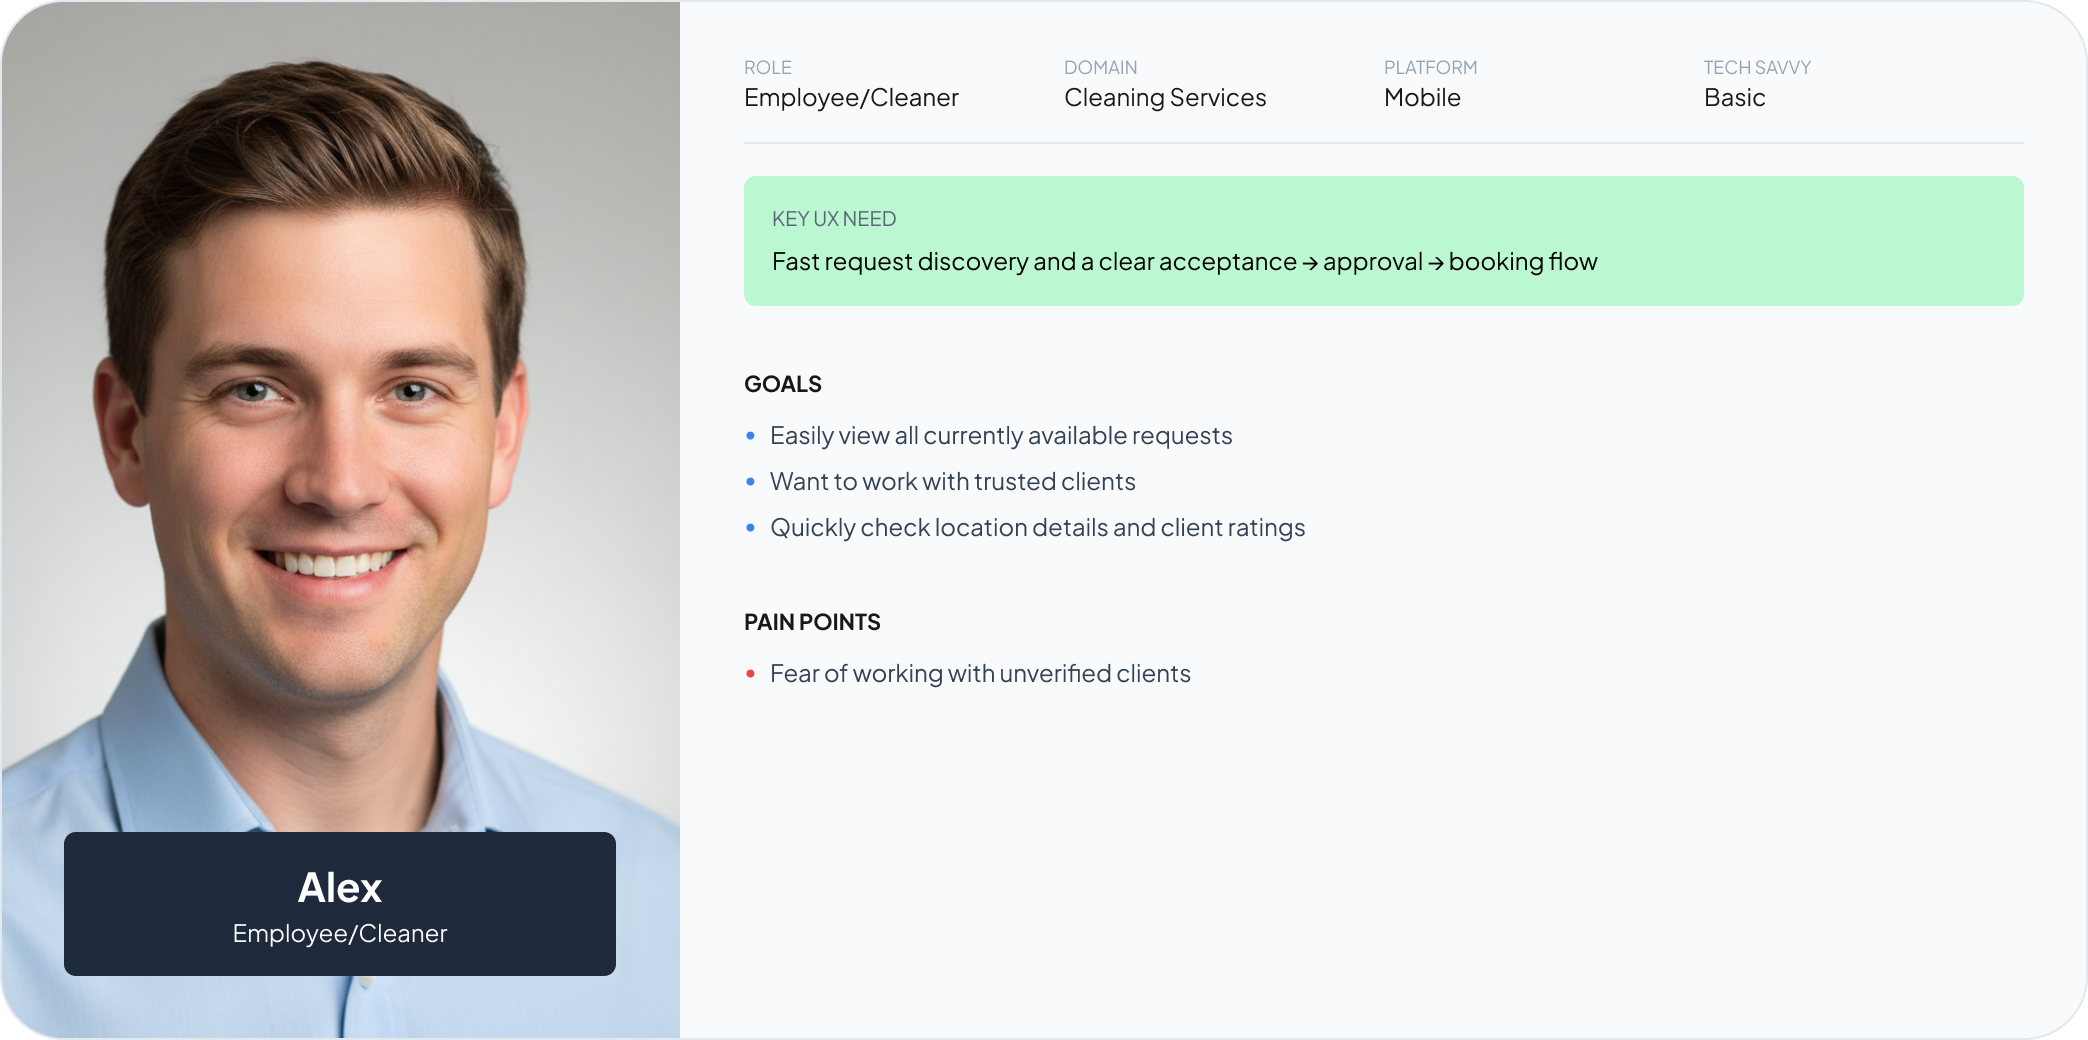 ROLE
Employee/Cleaner
DOMAIN
Cleaning Services
PLATFORM
Mobile
TECH SAVVY
Basic
KEY UX NEED
Fast request discovery and a clear acceptance → approval → booking flow
GOALS
• Easily view all currently available requests
• Want to work with trusted clients
• Quickly check location details and client ratings
PAIN POINTS
• Fear of working with unverified clients
Alex
Employee/Cleaner